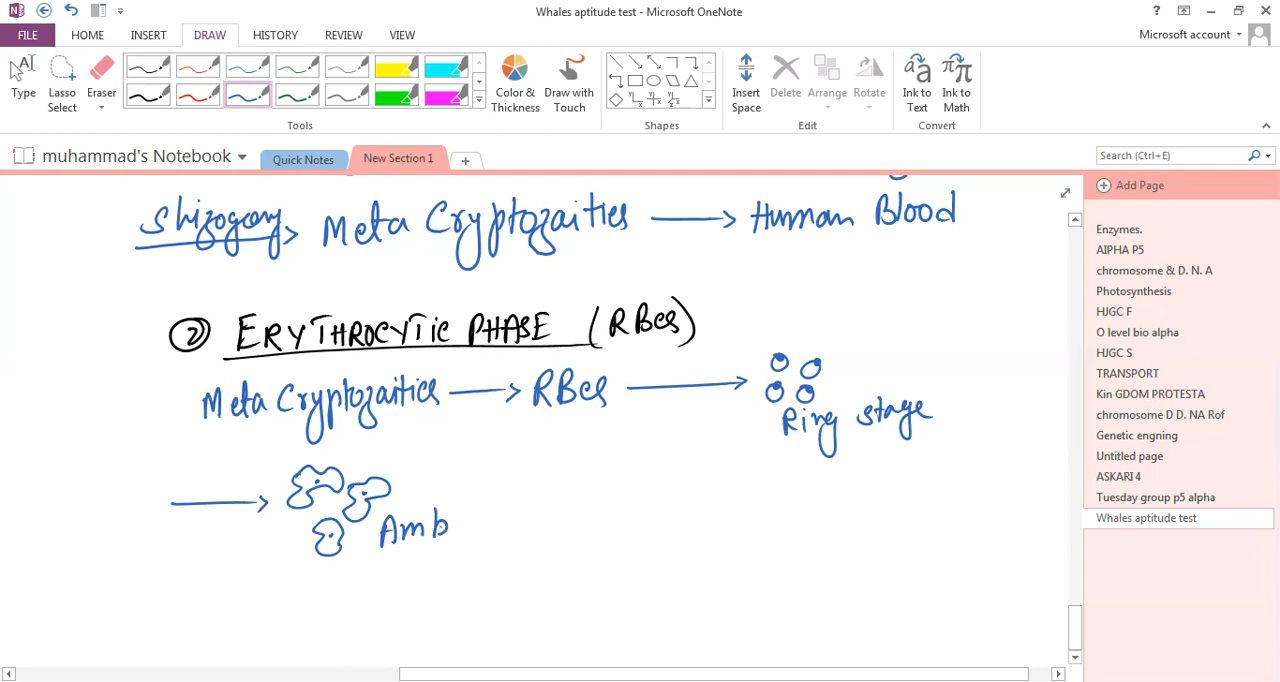 Whales aptitude test - Microsoft OneNote
FILE HOME INSERT DRAW HISTORY REVIEW VIEW Microsoft account
Type Lasso Select Eraser Color & Thickness Draw with Touch Insert Space Delete Arrange Rotate Ink to Text Ink to Math
Tools Shapes Edit Convert
muhammad's Notebook Quick Notes New Section 1 Search (Ctrl+E)
Add Page
Enzymes.
AIPHA P5
chromosome & D. N. A
Photosynthesis
HJGC F
O level bio alpha
HJGC S
TRANSPORT
Kin GDOM PROTESTA
chromosome D D. NA Rof
Genetic engning
Untitled page
ASKARI 4
Tuesday group p5 alpha
Whales aptitude test
Shizogony Meta Cryptozaities → Human Blood
② ERYTHROCYTIC PHASE (RBcs)
Meta Cryptozaities → RBcs →
Ring stage
→ Amb